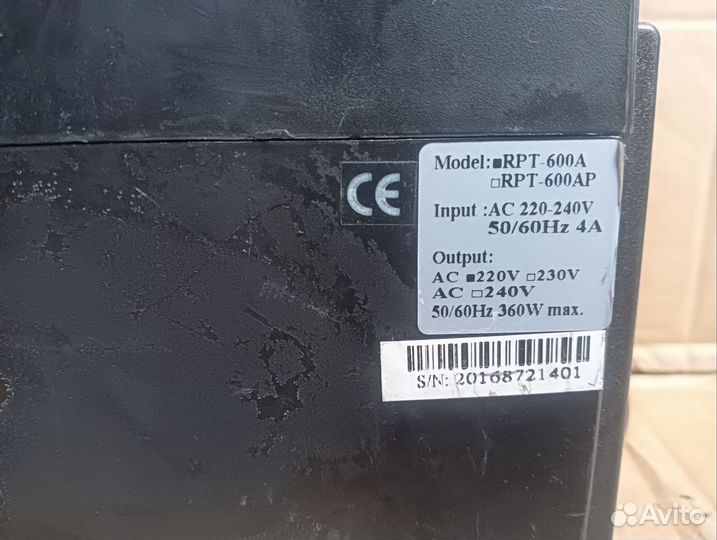 CE
Model:■RPT-600A
□RPT-600AP
Input :AC 220-240V
50/60Hz 4A
Output:
AC ■220V □230V
AC □240V
50/60Hz 360W max.
S/N: 20168721401
Avito